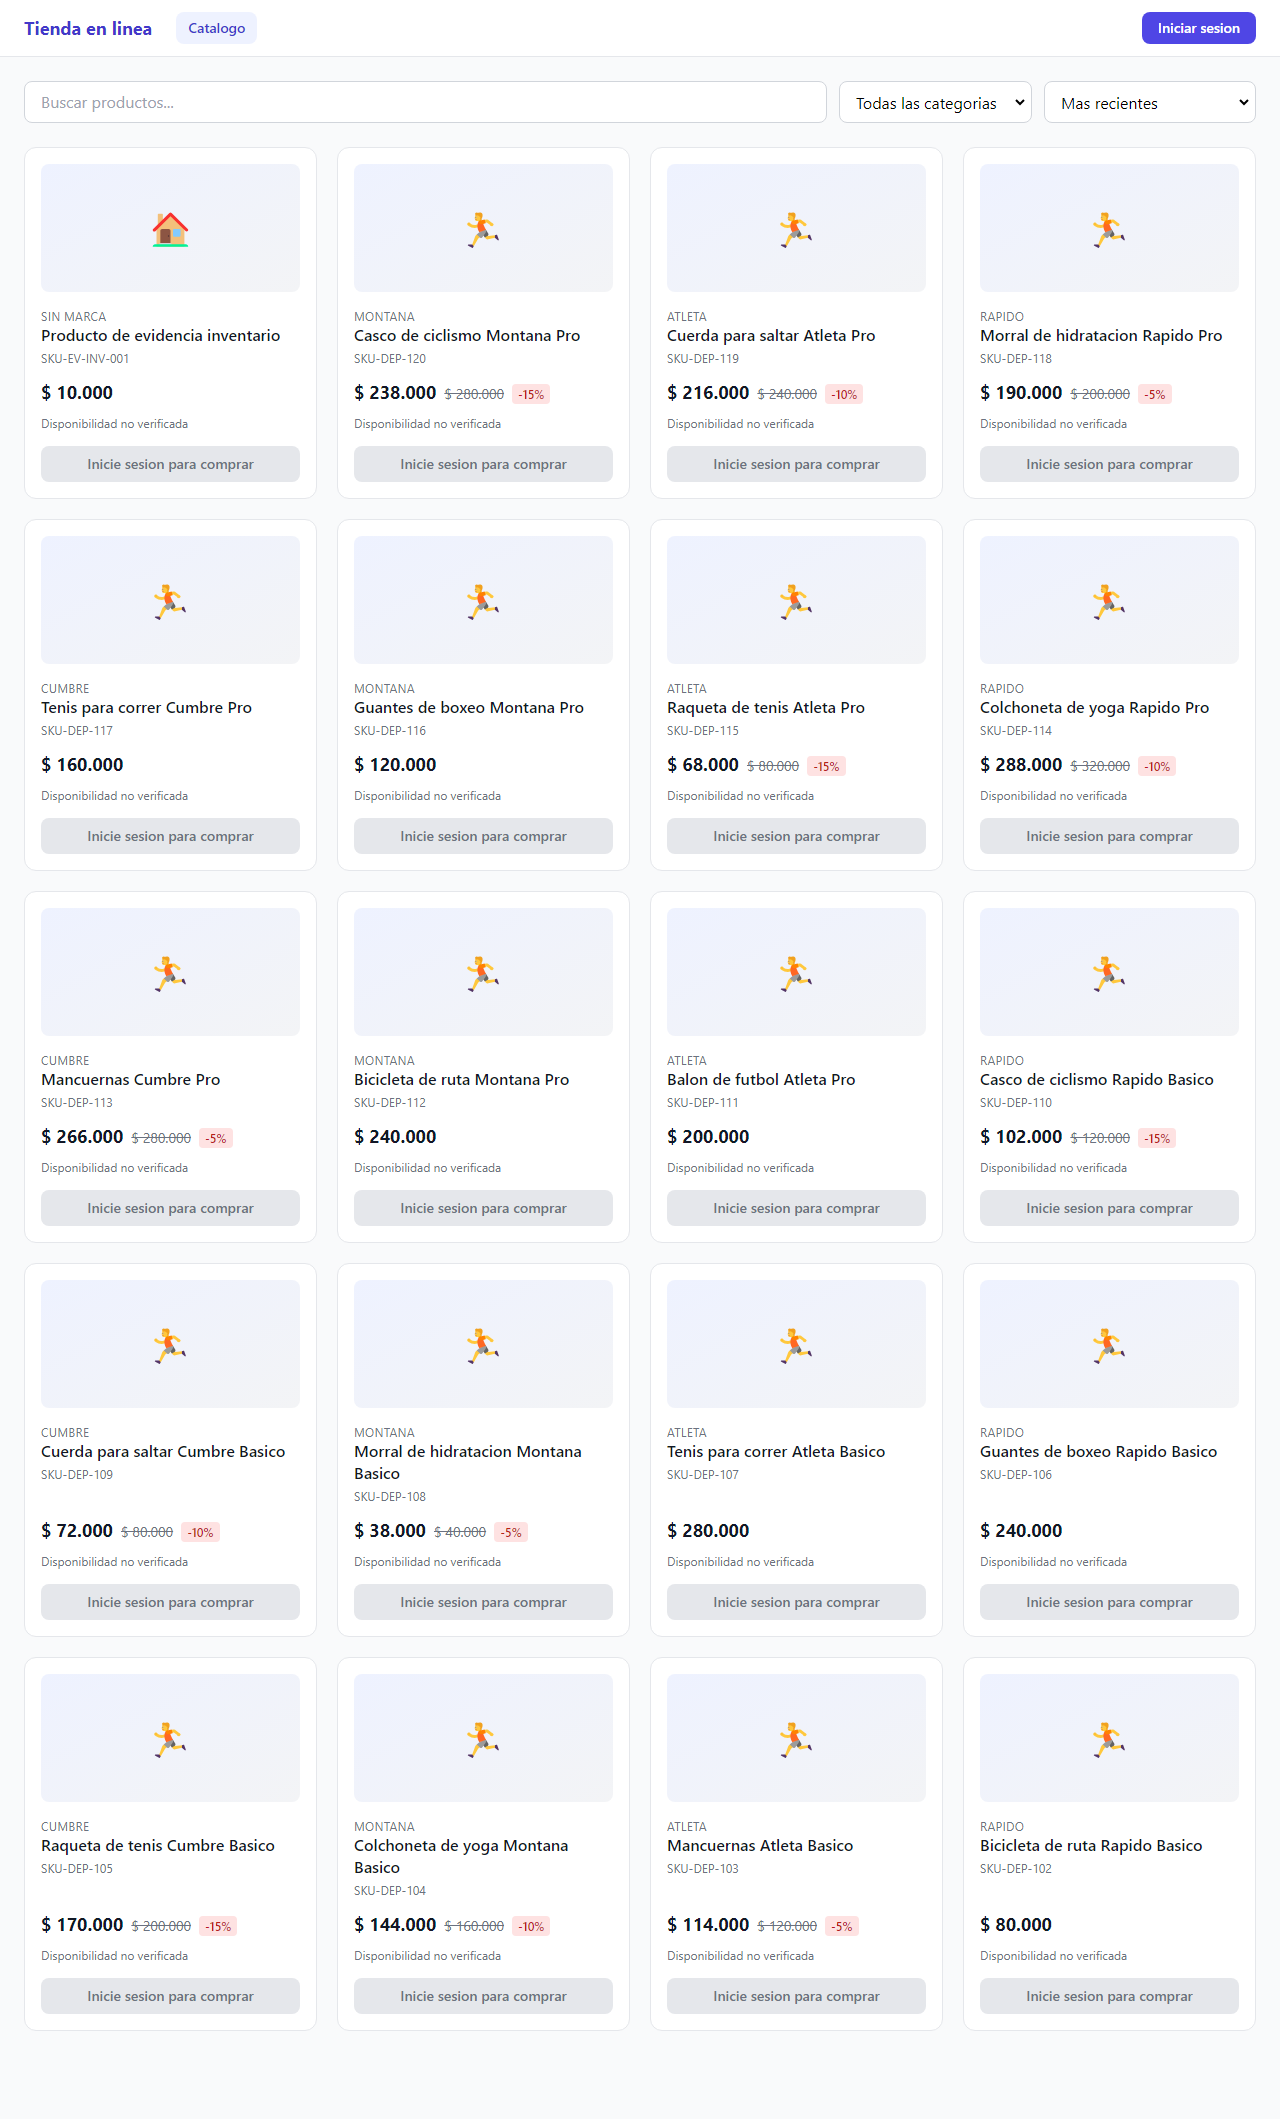 Tienda en linea
Catalogo
Iniciar sesion
Buscar productos...
Todas las categorias
Mas recientes
SIN MARCA
Producto de evidencia inventario
SKU-EV-INV-001
$ 10.000
Disponibilidad no verificada
Inicie sesion para comprar
MONTANA
Casco de ciclismo Montana Pro
SKU-DEP-120
$ 238.000 $ 280.000 -15%
Disponibilidad no verificada
Inicie sesion para comprar
ATLETA
Cuerda para saltar Atleta Pro
SKU-DEP-119
$ 216.000 $ 240.000 -10%
Disponibilidad no verificada
Inicie sesion para comprar
RAPIDO
Morral de hidratacion Rapido Pro
SKU-DEP-118
$ 190.000 $ 200.000 -5%
Disponibilidad no verificada
Inicie sesion para comprar
CUMBRE
Tenis para correr Cumbre Pro
SKU-DEP-117
$ 160.000
Disponibilidad no verificada
Inicie sesion para comprar
MONTANA
Guantes de boxeo Montana Pro
SKU-DEP-116
$ 120.000
Disponibilidad no verificada
Inicie sesion para comprar
ATLETA
Raqueta de tenis Atleta Pro
SKU-DEP-115
$ 68.000 $ 80.000 -15%
Disponibilidad no verificada
Inicie sesion para comprar
RAPIDO
Colchoneta de yoga Rapido Pro
SKU-DEP-114
$ 288.000 $ 320.000 -10%
Disponibilidad no verificada
Inicie sesion para comprar
CUMBRE
Mancuernas Cumbre Pro
SKU-DEP-113
$ 266.000 $ 280.000 -5%
Disponibilidad no verificada
Inicie sesion para comprar
MONTANA
Bicicleta de ruta Montana Pro
SKU-DEP-112
$ 240.000
Disponibilidad no verificada
Inicie sesion para comprar
ATLETA
Balon de futbol Atleta Pro
SKU-DEP-111
$ 200.000
Disponibilidad no verificada
Inicie sesion para comprar
RAPIDO
Casco de ciclismo Rapido Basico
SKU-DEP-110
$ 102.000 $ 120.000 -15%
Disponibilidad no verificada
Inicie sesion para comprar
CUMBRE
Cuerda para saltar Cumbre Basico
SKU-DEP-109
$ 72.000 $ 80.000 -10%
Disponibilidad no verificada
Inicie sesion para comprar
MONTANA
Morral de hidratacion Montana
Basico
SKU-DEP-108
$ 38.000 $ 40.000 -5%
Disponibilidad no verificada
Inicie sesion para comprar
ATLETA
Tenis para correr Atleta Basico
SKU-DEP-107
$ 280.000
Disponibilidad no verificada
Inicie sesion para comprar
RAPIDO
Guantes de boxeo Rapido Basico
SKU-DEP-106
$ 240.000
Disponibilidad no verificada
Inicie sesion para comprar
CUMBRE
Raqueta de tenis Cumbre Basico
SKU-DEP-105
$ 170.000 $ 200.000 -15%
Disponibilidad no verificada
Inicie sesion para comprar
MONTANA
Colchoneta de yoga Montana
Basico
SKU-DEP-104
$ 144.000 $ 160.000 -10%
Disponibilidad no verificada
Inicie sesion para comprar
ATLETA
Mancuernas Atleta Basico
SKU-DEP-103
$ 114.000 $ 120.000 -5%
Disponibilidad no verificada
Inicie sesion para comprar
RAPIDO
Bicicleta de ruta Rapido Basico
SKU-DEP-102
$ 80.000
Disponibilidad no verificada
Inicie sesion para comprar